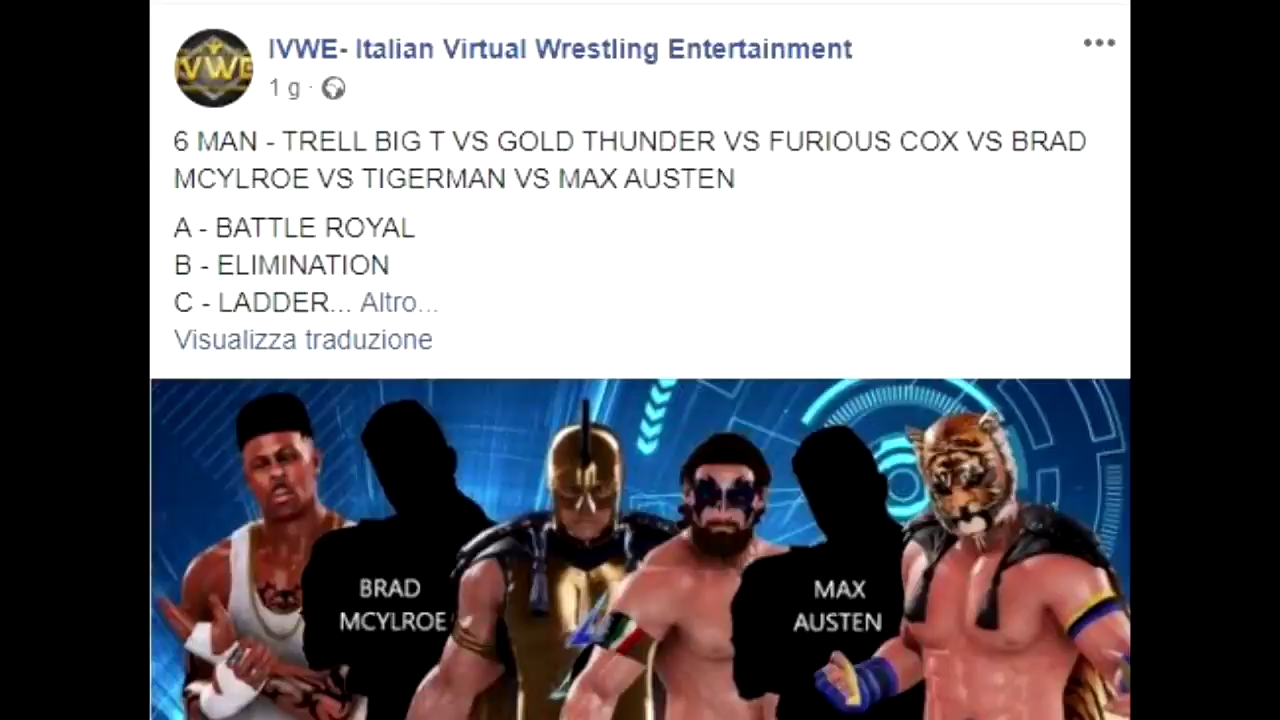 IVWE
IVWE- Italian Virtual Wrestling Entertainment
1 g ·
6 MAN - TRELL BIG T VS GOLD THUNDER VS FURIOUS COX VS BRAD
MCYLROE VS TIGERMAN VS MAX AUSTEN
A - BATTLE ROYAL
B - ELIMINATION
C - LADDER... Altro...
Visualizza traduzione
BRAD
MCYLROE
MAX
AUSTEN